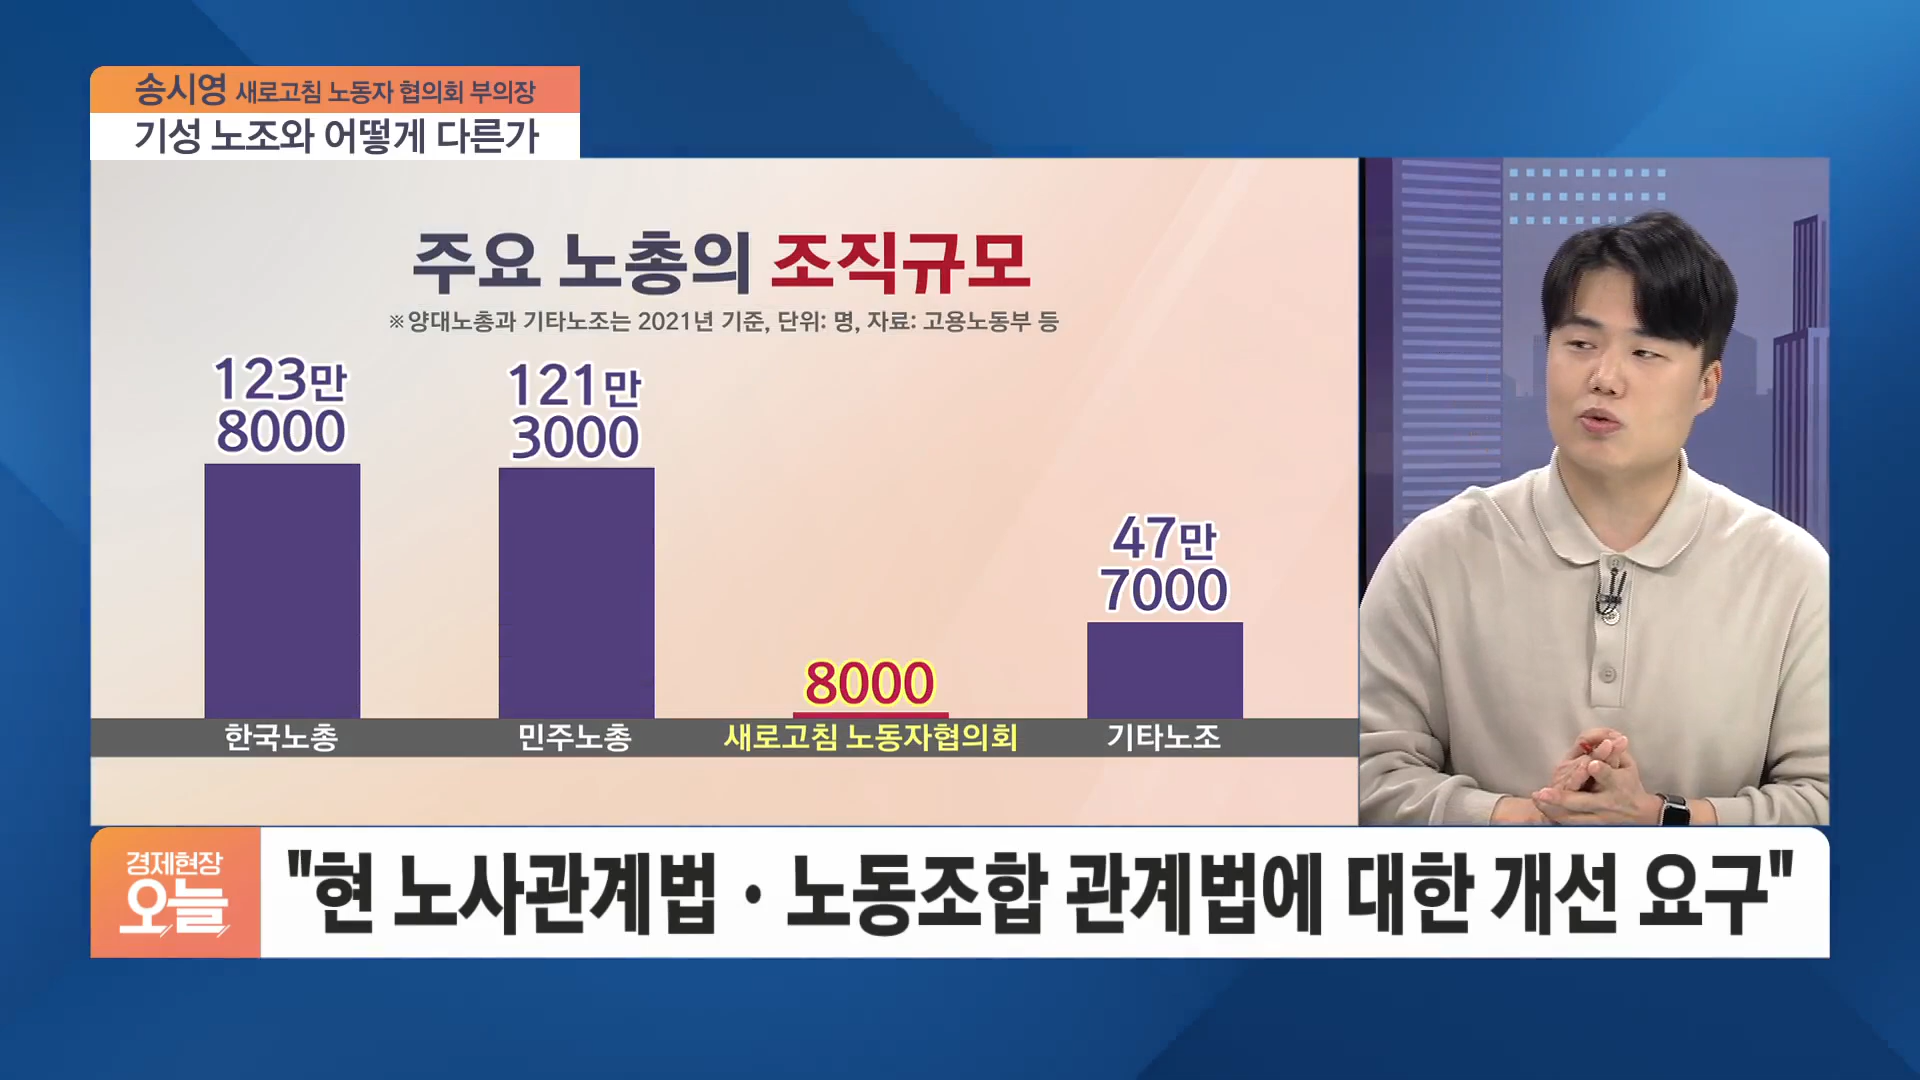 송시영 새로고침 노동자 협의회 부의장
기성 노조와 어떻게 다른가
주요 노총의 조직규모
※양대노총과 기타노조는 2021년 기준, 단위: 명, 자료: 고용노동부 등
123만
8000
121만
3000
8000
47만
7000
한국노총
민주노총
새로고침 노동자협의회
기타노조
경제현장
오늘
"현 노사관계법·노동조합 관계법에 대한 개선 요구"